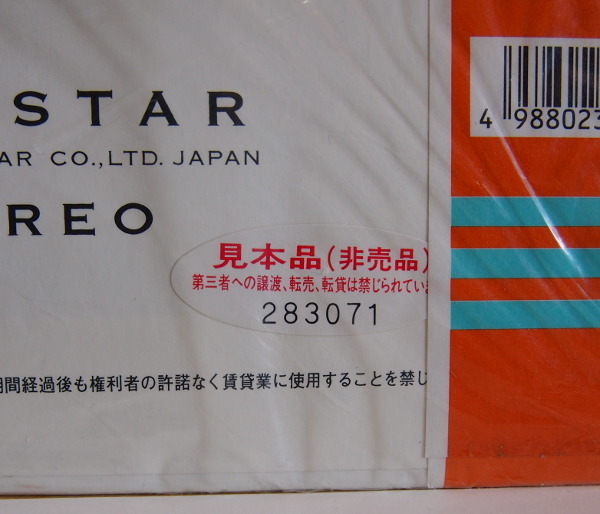 STAR
AR CO.,LTD. JAPAN
REO
見本品(非売品)
第三者への譲渡、転売、転貸は禁じられていま
283071
期間経過後も権利者の許諾なく賃貸業に使用することを禁じ
4 988023